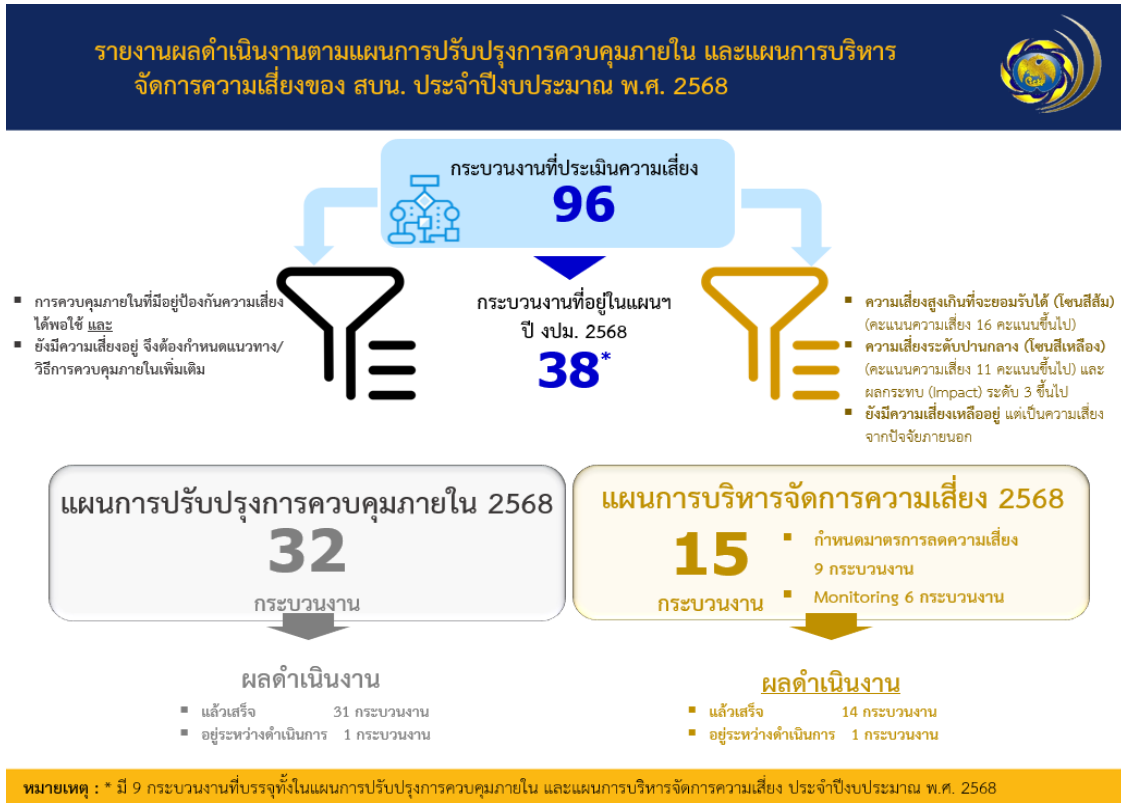 รายงานผลดำเนินงานตามแผนการปรับปรุงการควบคุมภายใน และแผนการบริหาร
จัดการความเสี่ยงของ สบน. ประจำปีงบประมาณ พ.ศ. 2568
กระบวนงานที่ประเมินความเสี่ยง
96
กระบวนงานที่อยู่ในแผนฯ
ปี งปม. 2568
38*
▪ การควบคุมภายในที่มีอยู่ป้องกันความเสี่ยง
ได้พอใช้ และ
▪ ยังมีความเสี่ยงอยู่ จึงต้องกำหนดแนวทาง/
วิธีการควบคุมภายในเพิ่มเติม
▪ ความเสี่ยงสูงเกินที่จะยอมรับได้ (โซนสีส้ม)
(คะแนนความเสี่ยง 16 คะแนนขึ้นไป)
▪ ความเสี่ยงระดับปานกลาง (โซนสีเหลือง)
(คะแนนความเสี่ยง 11 คะแนนขึ้นไป) และ
ผลกระทบ (Impact) ระดับ 3 ขึ้นไป
▪ ยังมีความเสี่ยงเหลืออยู่ แต่เป็นความเสี่ยง
จากปัจจัยภายนอก
แผนการปรับปรุงการควบคุมภายใน 2568
32
กระบวนงาน
ผลดำเนินงาน
▪ แล้วเสร็จ 31 กระบวนงาน
▪ อยู่ระหว่างดำเนินการ 1 กระบวนงาน
แผนการบริหารจัดการความเสี่ยง 2568
15
กระบวนงาน
▪ กำหนดมาตรการลดความเสี่ยง
9 กระบวนงาน
▪ Monitoring 6 กระบวนงาน
ผลดำเนินงาน
▪ แล้วเสร็จ 14 กระบวนงาน
▪ อยู่ระหว่างดำเนินการ 1 กระบวนงาน
หมายเหตุ : * มี 9 กระบวนงานที่บรรจุทั้งในแผนการปรับปรุงการควบคุมภายใน และแผนการบริหารจัดการความเสี่ยง ประจำปีงบประมาณ พ.ศ. 2568